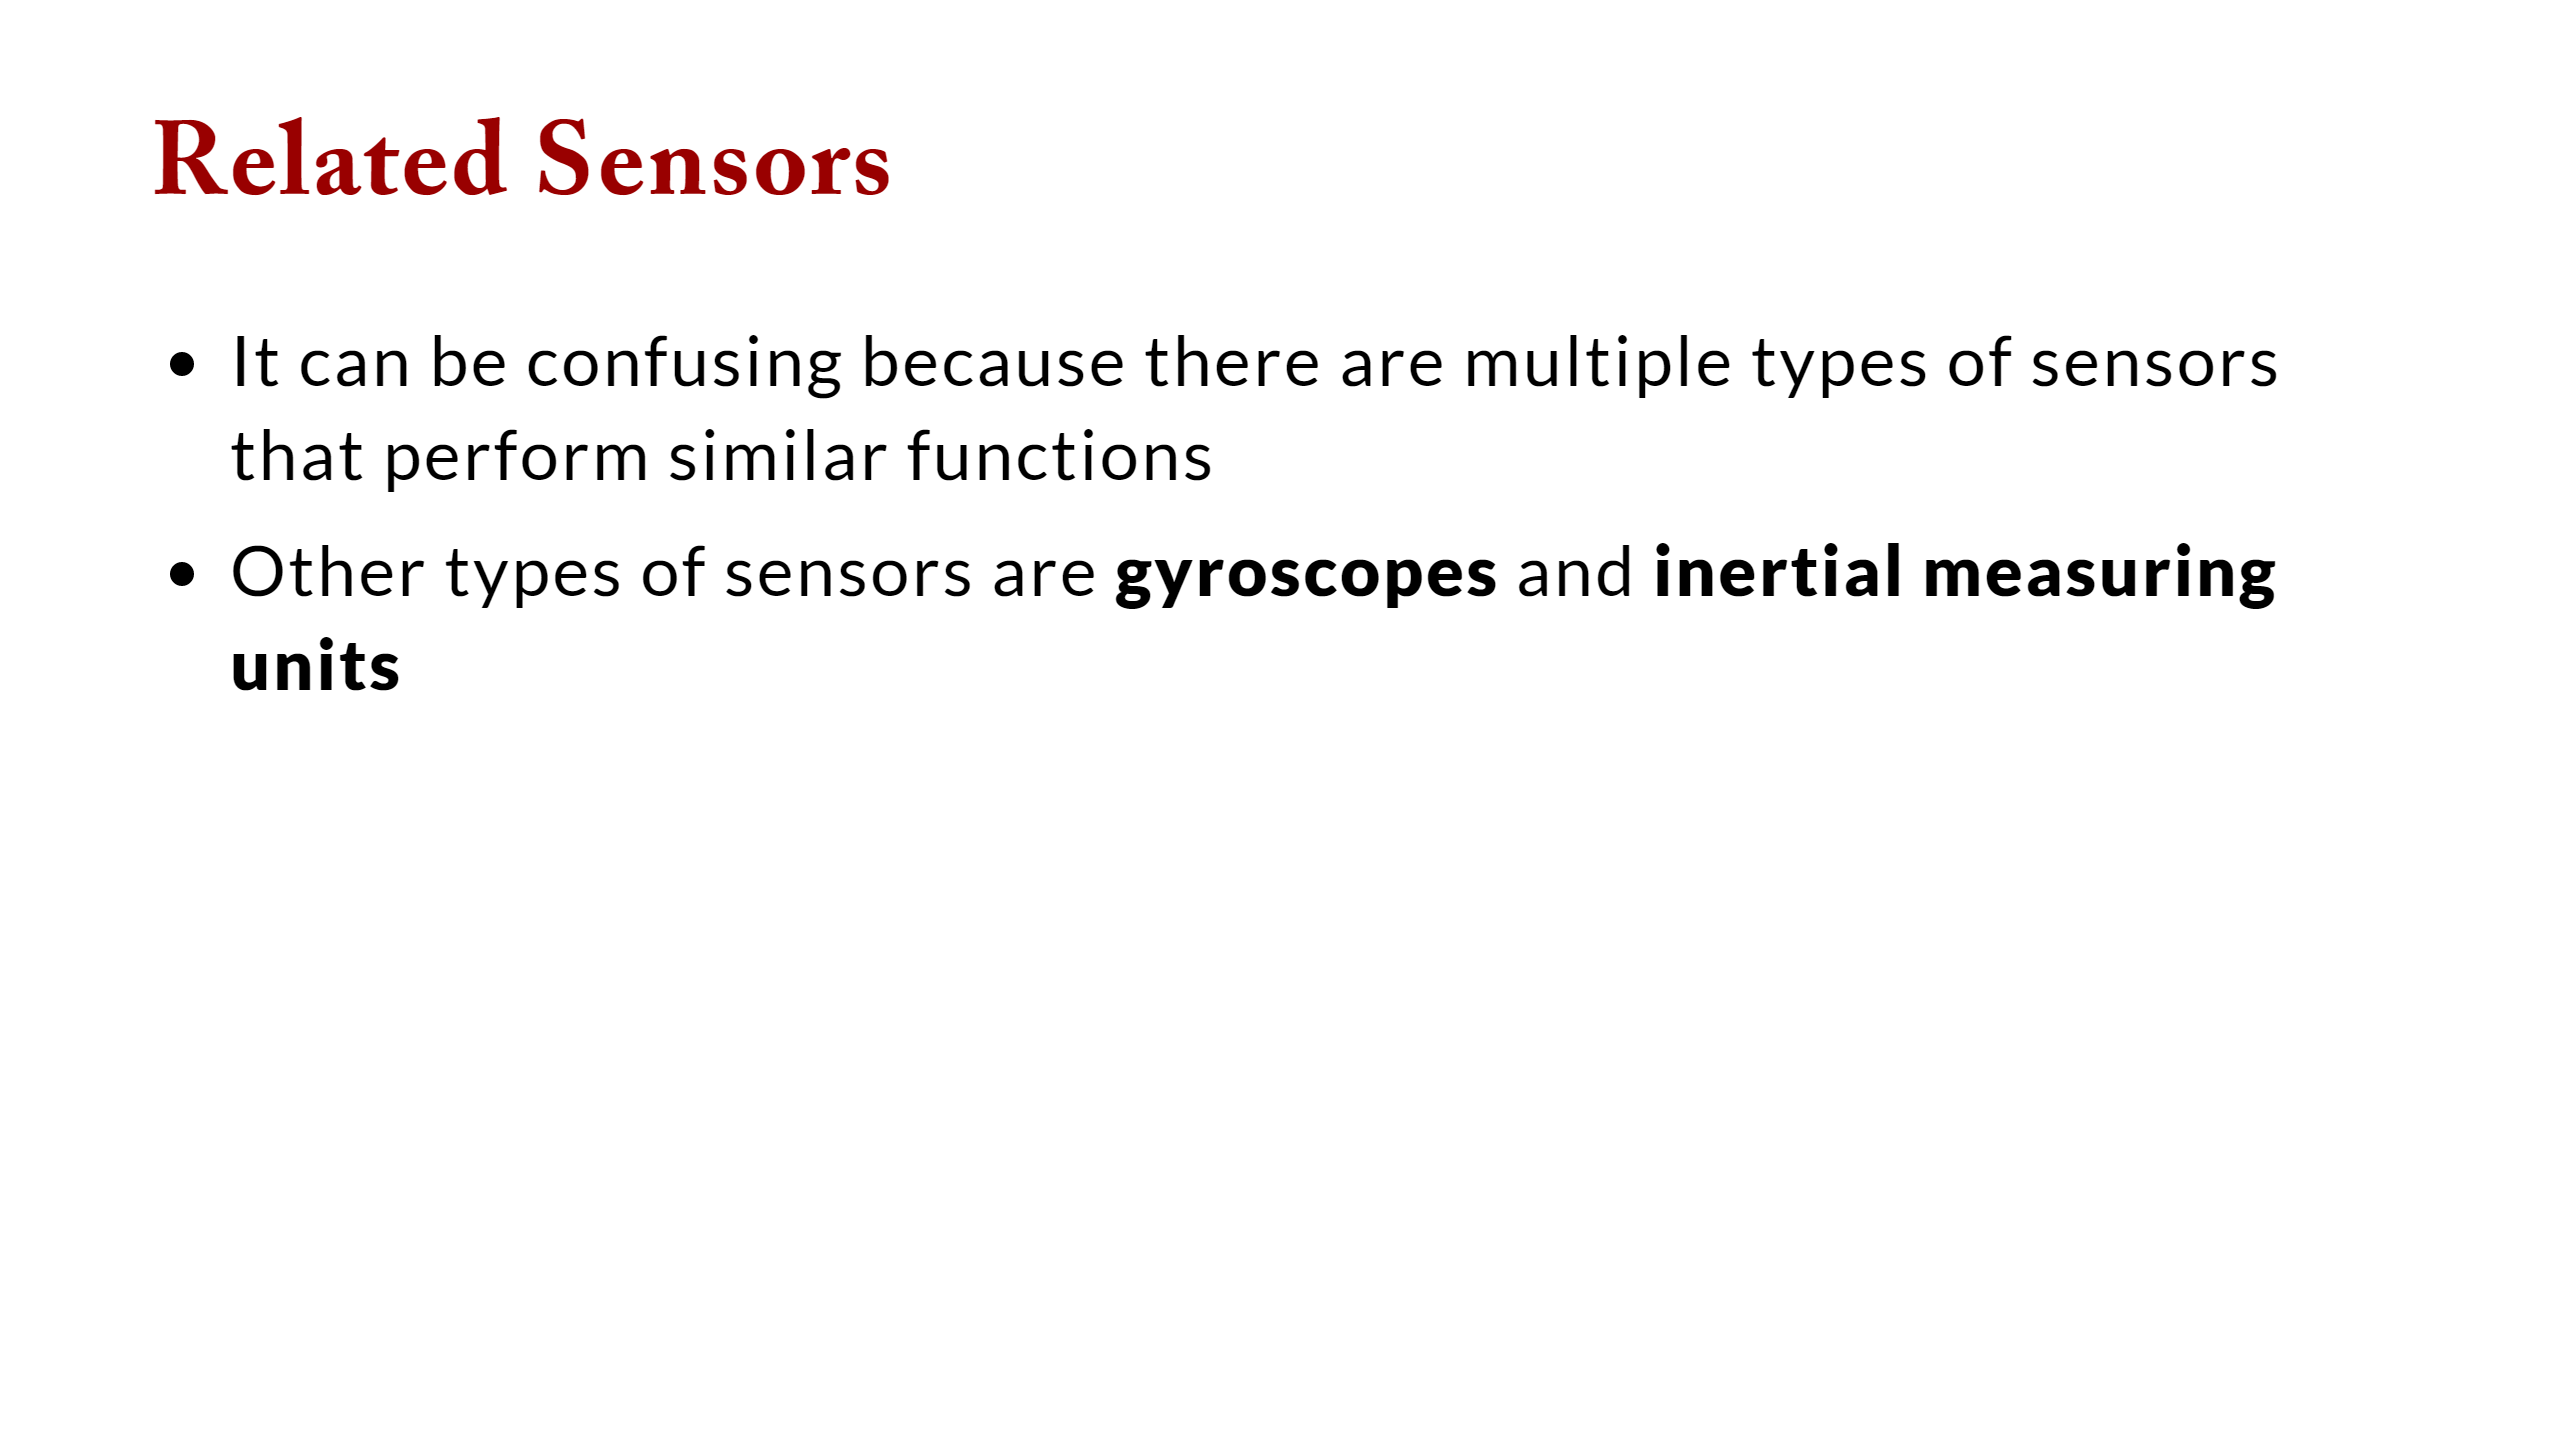 Related Sensors
• It can be confusing because there are multiple types of sensors
that perform similar functions
• Other types of sensors are gyroscopes and inertial measuring
units